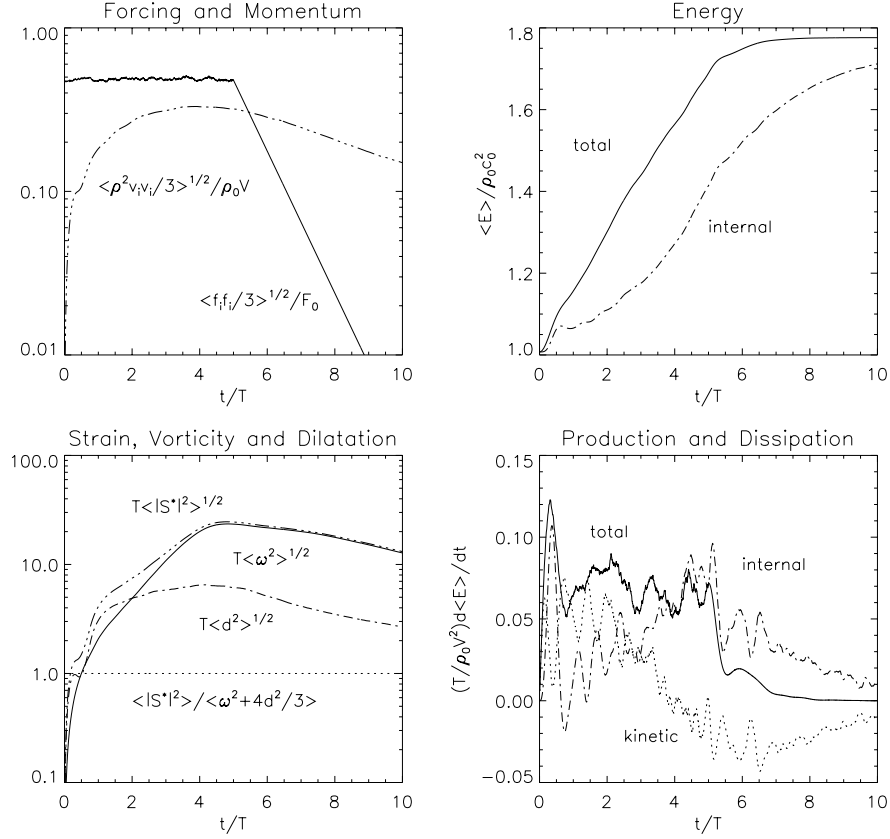 Forcing and Momentum
1.00
0.10
0.01
<ρ²vᵢvᵢ/3>^1/2/ρ₀V
<fᵢfᵢ/3>^1/2/F₀
0 2 4 6 8 10
t/T
Energy
<E>/ρ₀c₀²
1.8
1.6
1.4
1.2
1.0
total
internal
0 2 4 6 8 10
t/T
Strain, Vorticity and Dilatation
100.0
10.0
1.0
0.1
T<|S*|²>^1/2
T<ω²>^1/2
T<d²>^1/2
<|S*|²>/<ω²+4d²/3>
0 2 4 6 8 10
t/T
Production and Dissipation
(T/ρ₀V²)d<E>/dt
0.15
0.10
0.05
0.00
−0.05
total
internal
kinetic
0 2 4 6 8 10
t/T